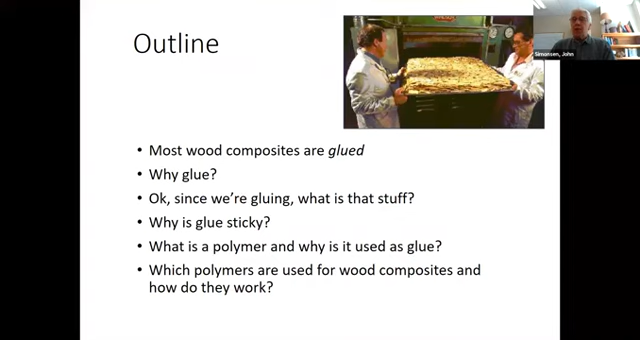 Outline
Simonsen, John
• Most wood composites are glued
• Why glue?
• Ok, since we’re gluing, what is that stuff?
• Why is glue sticky?
• What is a polymer and why is it used as glue?
• Which polymers are used for wood composites and
how do they work?